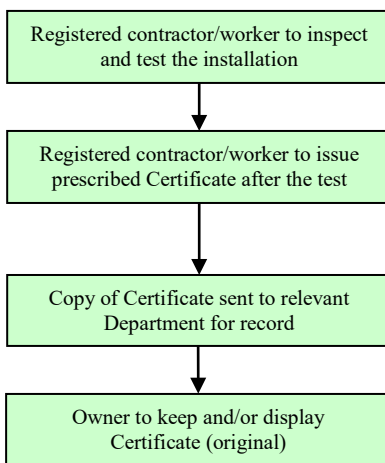 Registered contractor/worker to inspect
and test the installation
Registered contractor/worker to issue
prescribed Certificate after the test
Copy of Certificate sent to relevant
Department for record
Owner to keep and/or display
Certificate (original)